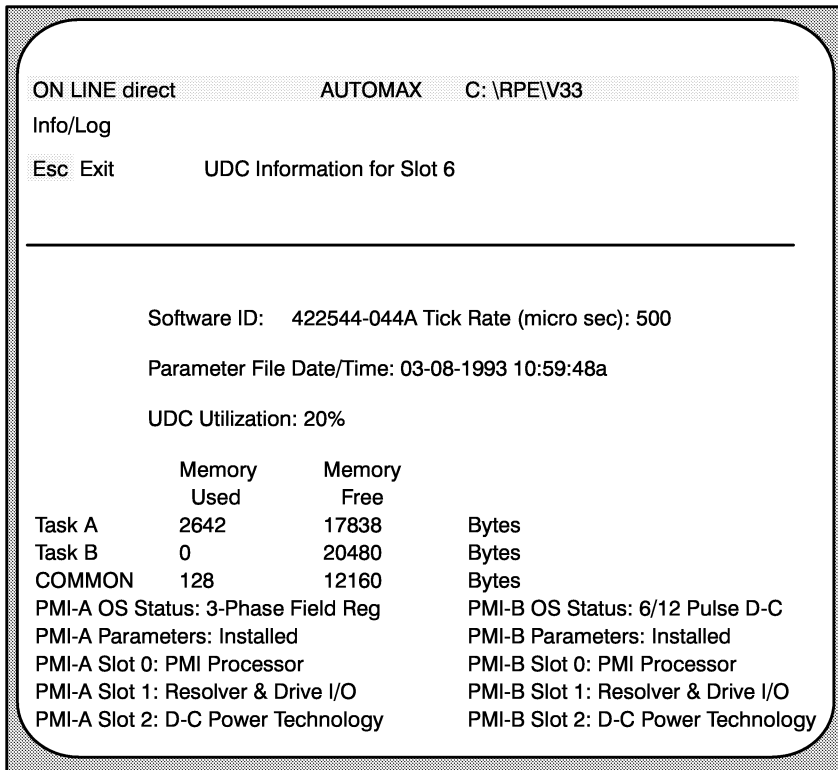 ON LINE direct AUTOMAX C: \RPE\V33
Info/Log
Esc Exit UDC Information for Slot 6
Software ID: 422544-044A Tick Rate (micro sec): 500
Parameter File Date/Time: 03-08-1993 10:59:48a
UDC Utilization: 20%
Memory Memory
Used Free
Task A 2642 17838 Bytes
Task B 0 20480 Bytes
COMMON 128 12160 Bytes
PMI-A OS Status: 3-Phase Field Reg PMI-B OS Status: 6/12 Pulse D-C
PMI-A Parameters: Installed PMI-B Parameters: Installed
PMI-A Slot 0: PMI Processor PMI-B Slot 0: PMI Processor
PMI-A Slot 1: Resolver & Drive I/O PMI-B Slot 1: Resolver & Drive I/O
PMI-A Slot 2: D-C Power Technology PMI-B Slot 2: D-C Power Technology